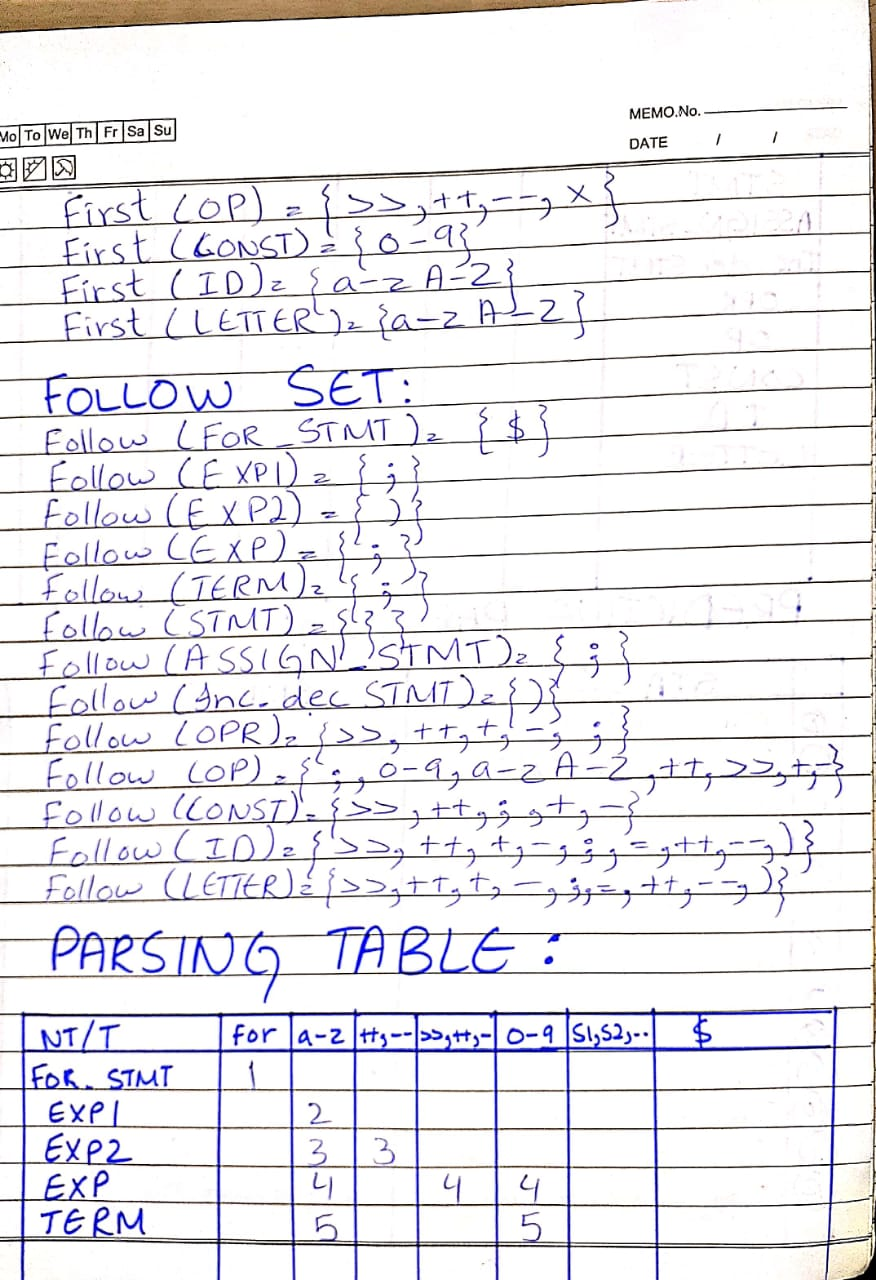 MEMO.No.
Mo To We Th Fr Sa Su
DATE / /
First (OP) = {>>, ++, --, x}
First (CONST) = {0-9}
First (ID) = {a-z A-Z}
First (LETTER) = {a-z A-Z}
FOLLOW SET:
Follow (FOR_STMT) = {$}
Follow (EXP1) = {;}
Follow (EXP2) = {)}
Follow (EXP) = {;}
Follow (TERM) = {;}
Follow (STMT) = {}}
Follow (ASSIGN_STMT) = {;}
Follow (Inc. dec STMT) = {)}
Follow (OPR) = {>>, ++, +, -, ;}
Follow (OP) = {;, 0-9, a-z A-Z, ++, >>, +, -}
Follow (CONST) = {>>, ++, ;, +, -}
Follow (ID) = {>>, ++, +, -, ;, =, ++, --, )}
Follow (LETTER) = {>>, ++, +, -, ;, =, ++, --, )}
PARSING TABLE:
NT/T for a-z ++,-- >>,++,- 0-9 S1,S2,.. $
FOR_STMT 1
EXP1 2
EXP2 3 3
EXP 4 4 4
TERM 5 5